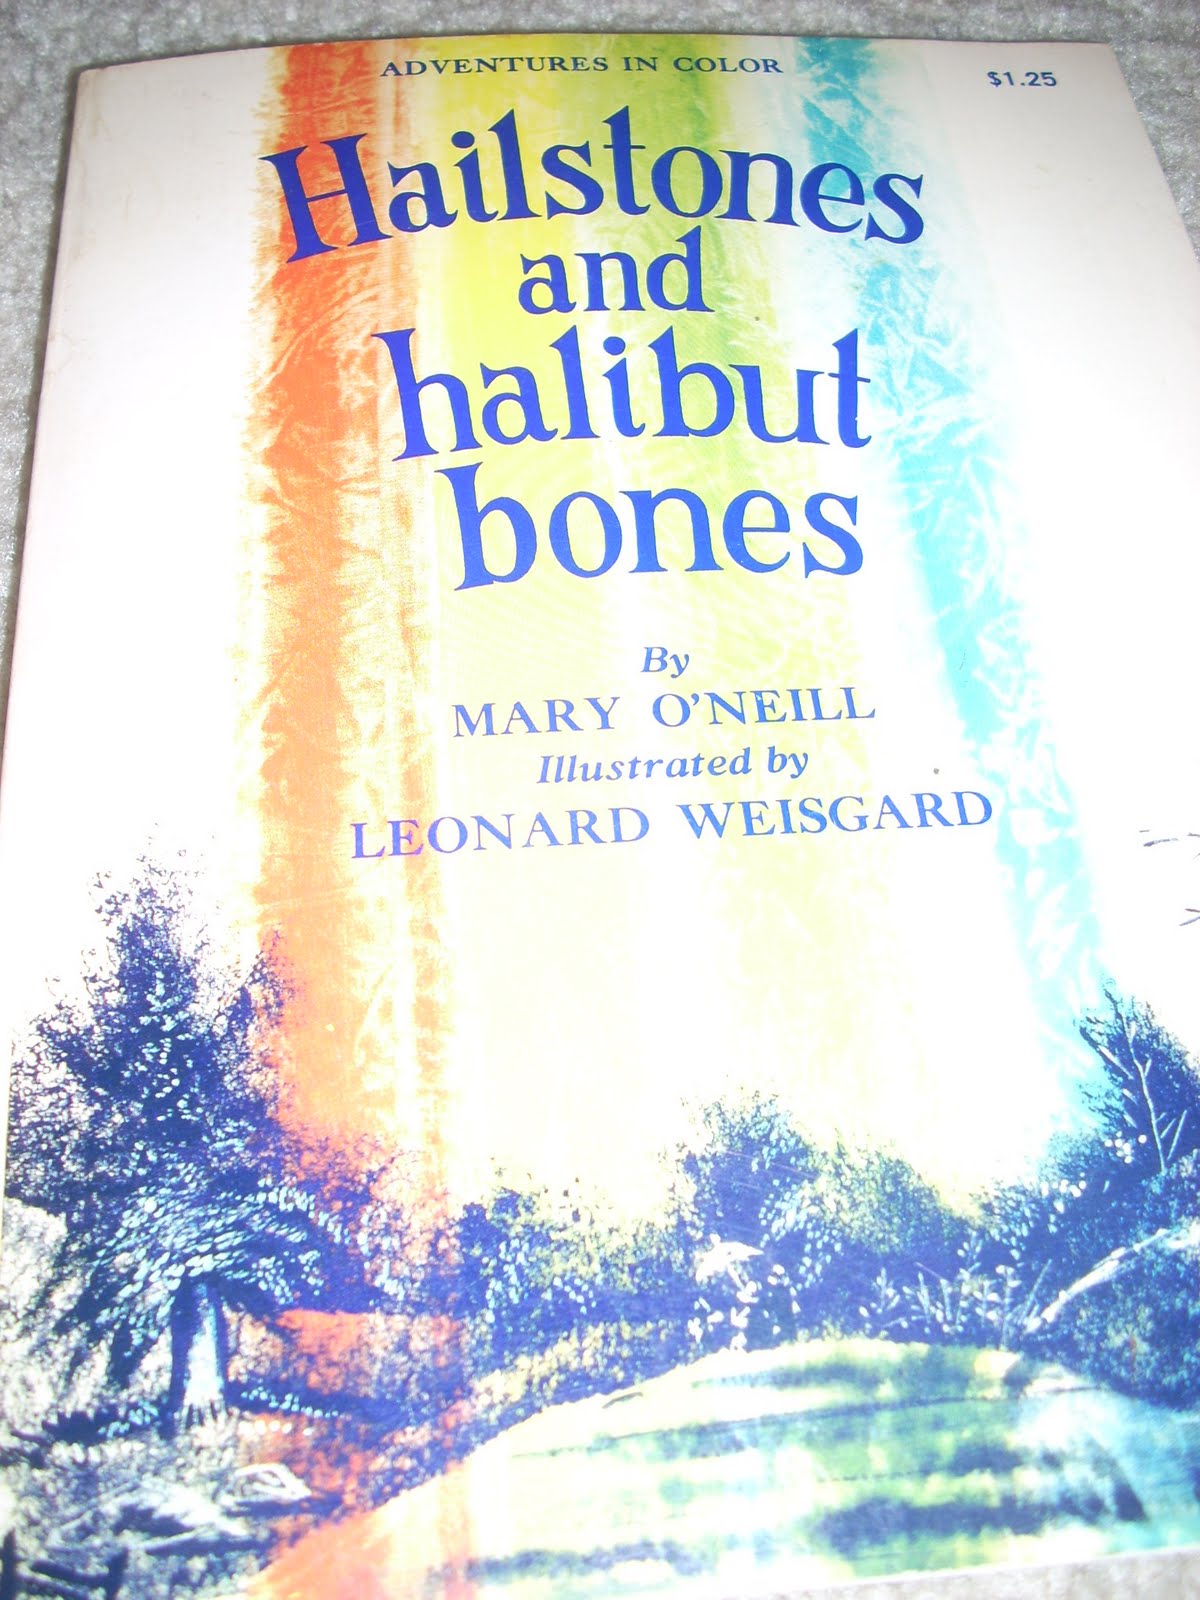 ADVENTURES IN COLOR
$1.25
Hailstones
and
halibut
bones
By
MARY O'NEILL
Illustrated by
LEONARD WEISGARD